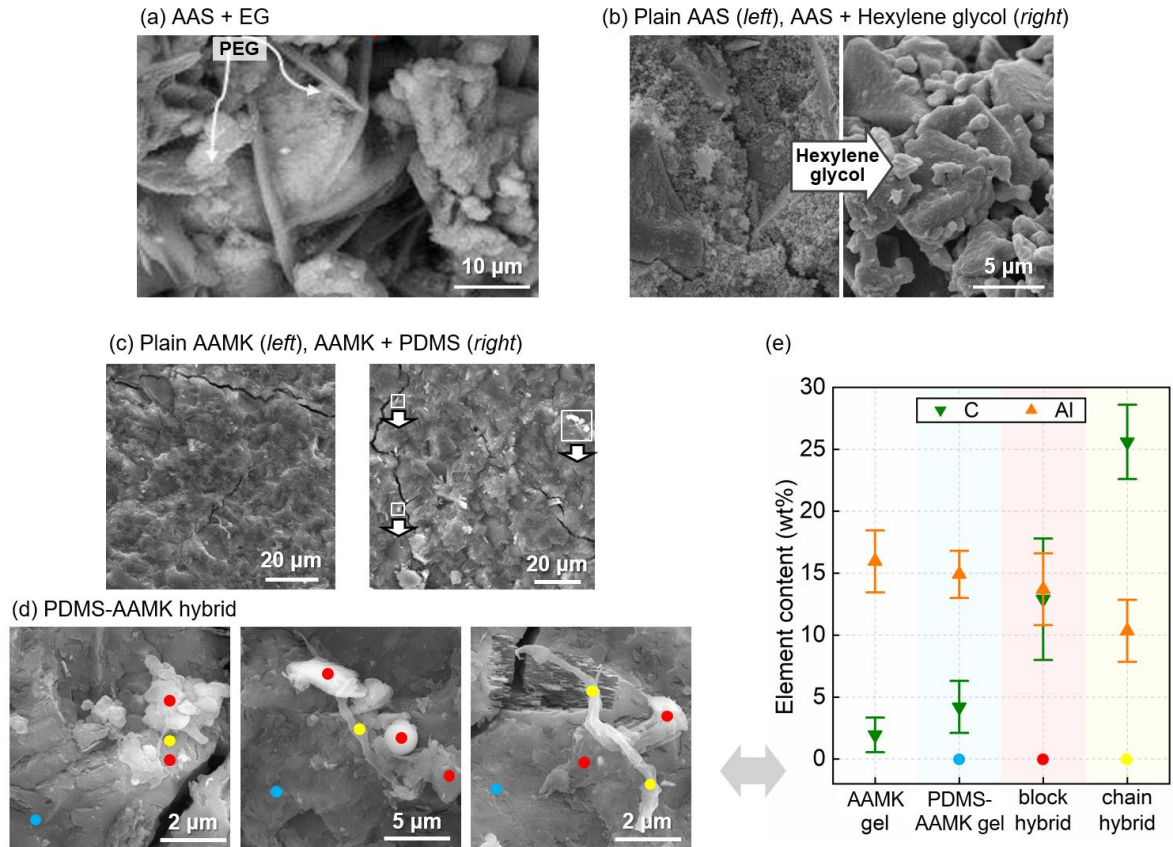 (a) AAS + EG
PEG
10 µm
(b) Plain AAS (left), AAS + Hexylene glycol (right)
Hexylene
glycol
5 µm
(c) Plain AAMK (left), AAMK + PDMS (right)
20 µm
20 µm
(d) PDMS-AAMK hybrid
2 µm
5 µm
2 µm
(e)
C
Al
Element content (wt%)
30
25
20
15
10
5
0
AAMK
gel
PDMS-
AAMK gel
block
hybrid
chain
hybrid